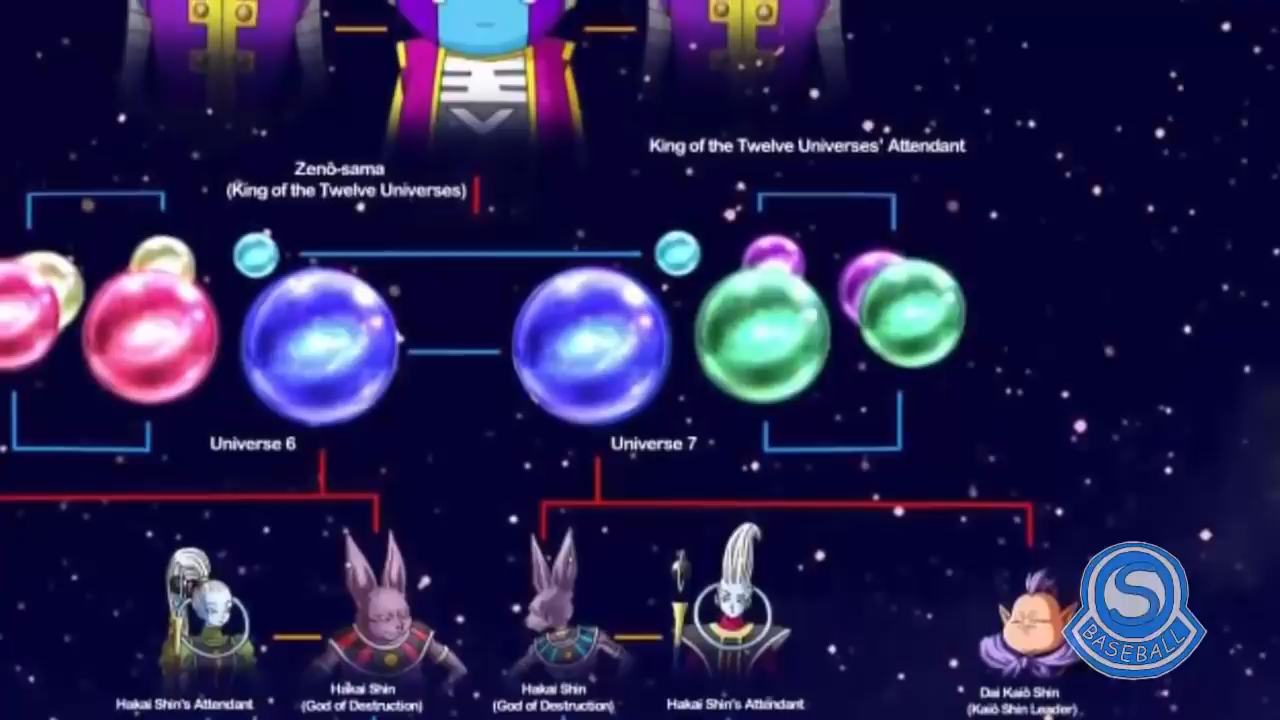 King of the Twelve Universes' Attendant
Zenō-sama
(King of the Twelve Universes)
Universe 6
Universe 7
Hakai Shin's Attendant
Hakai Shin
(God of Destruction)
Hakai Shin
(God of Destruction)
Hakai Shin's Attendant
Dai Kaiō Shin
(Kaiō Shin Leader)
S
BASEBALL